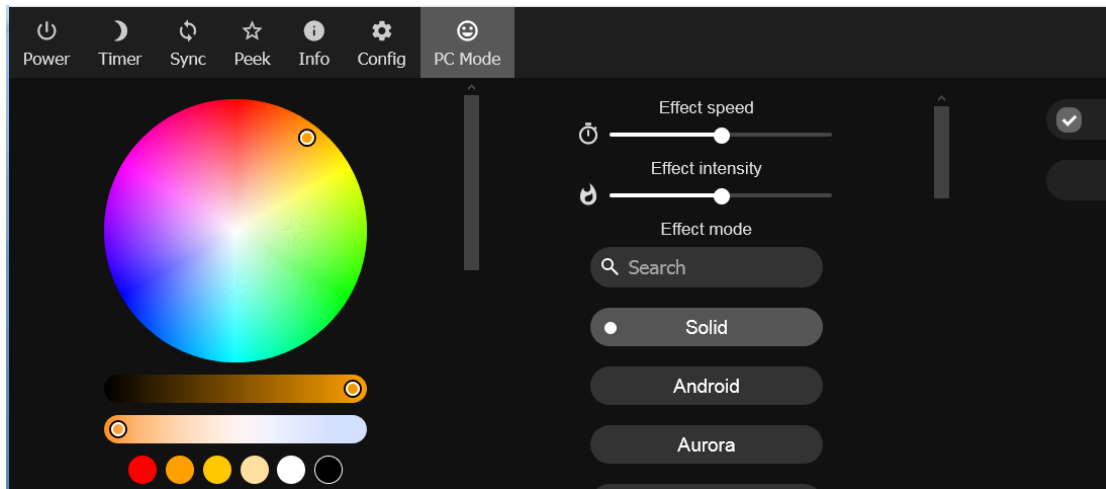 Power Timer Sync Peek Info Config PC Mode
Effect speed
Effect intensity
Effect mode
Search
Solid
Android
Aurora